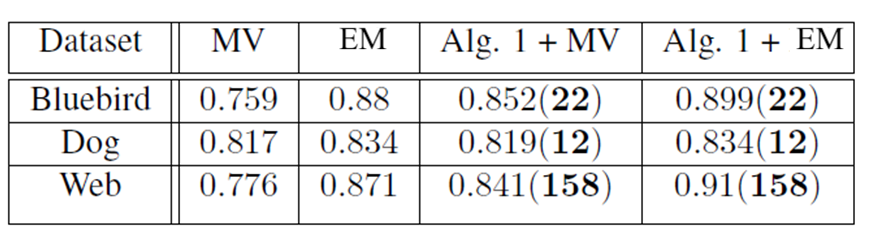 Dataset MV EM Alg. 1 + MV Alg. 1 + EM
Bluebird 0.759 0.88 0.852(22) 0.899(22)
Dog 0.817 0.834 0.819(12) 0.834(12)
Web 0.776 0.871 0.841(158) 0.91(158)